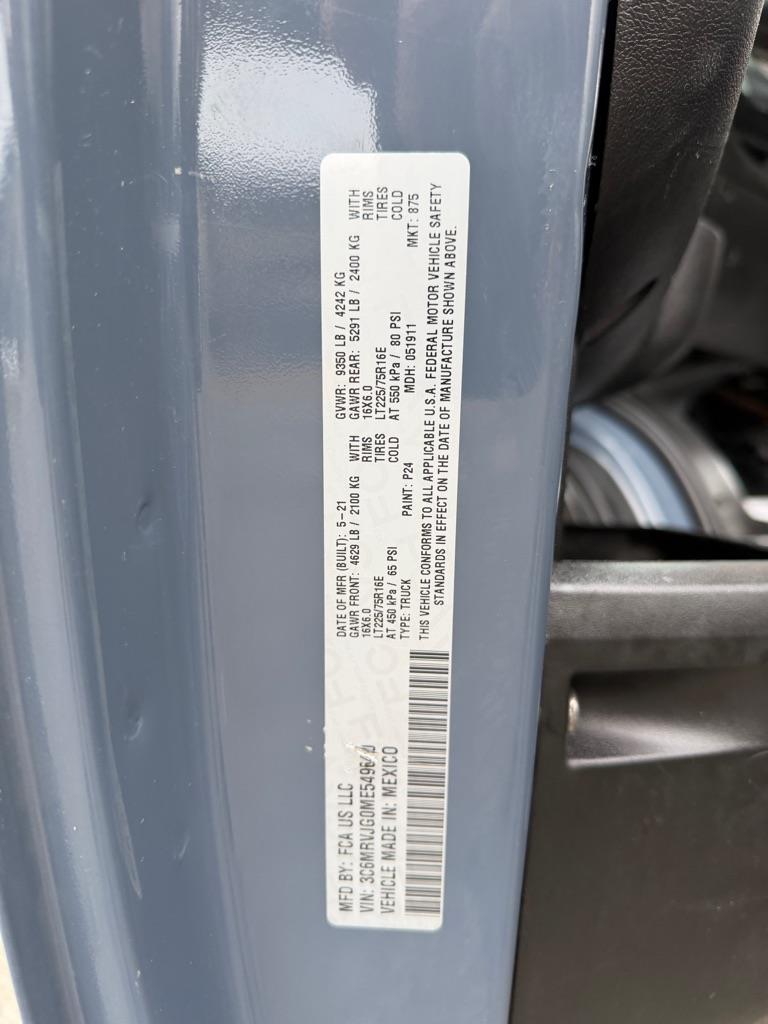 MFD BY: FCA US LLC
VIN:
VEHICLE MADE IN: MEXICO
DATE OF MFR (BUILT): 5-21 GVWR: 9350 LB / 4242 KG
GAWR FRONT: 4629 LB / 2100 KG WITH GAWR REAR: 5291 LB / 2400 KG WITH
16X6.0 RIMS 16X6.0 RIMS
LT225/75R16E TIRES LT225/75R16E TIRES
AT 450 kPa / 65 PSI COLD AT 550 kPa / 80 PSI COLD
TYPE: TRUCK PAINT: P24 MDH: 051911 MKT: 875
THIS VEHICLE CONFORMS TO ALL APPLICABLE U.S.A. FEDERAL MOTOR VEHICLE SAFETY
STANDARDS IN EFFECT ON THE DATE OF MANUFACTURE SHOWN ABOVE.